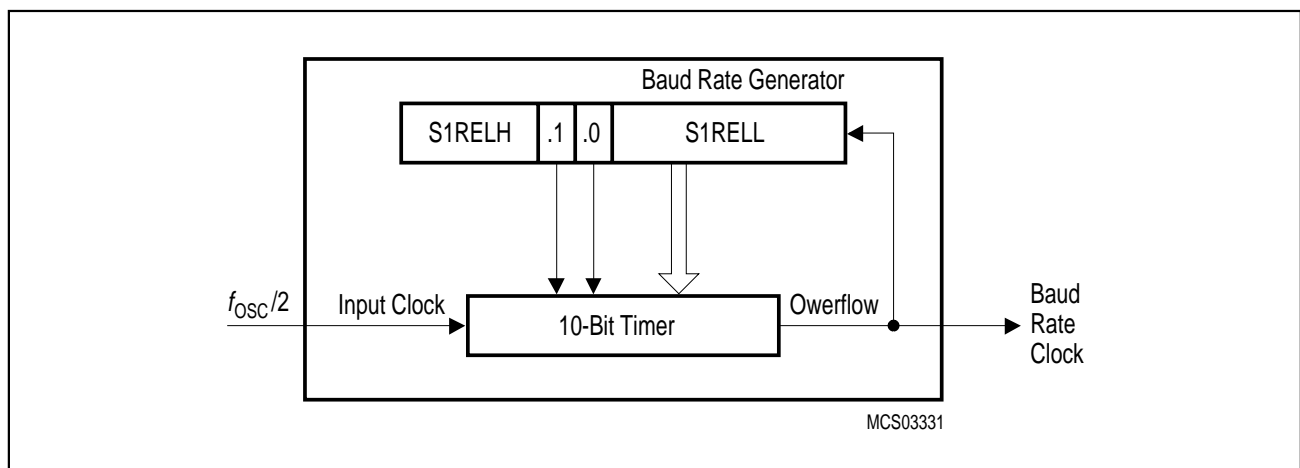 Baud Rate Generator
S1RELH .1 .0 S1RELL
fOSC/2 Input Clock 10-Bit Timer Owerflow
Baud
Rate
Clock
MCS03331